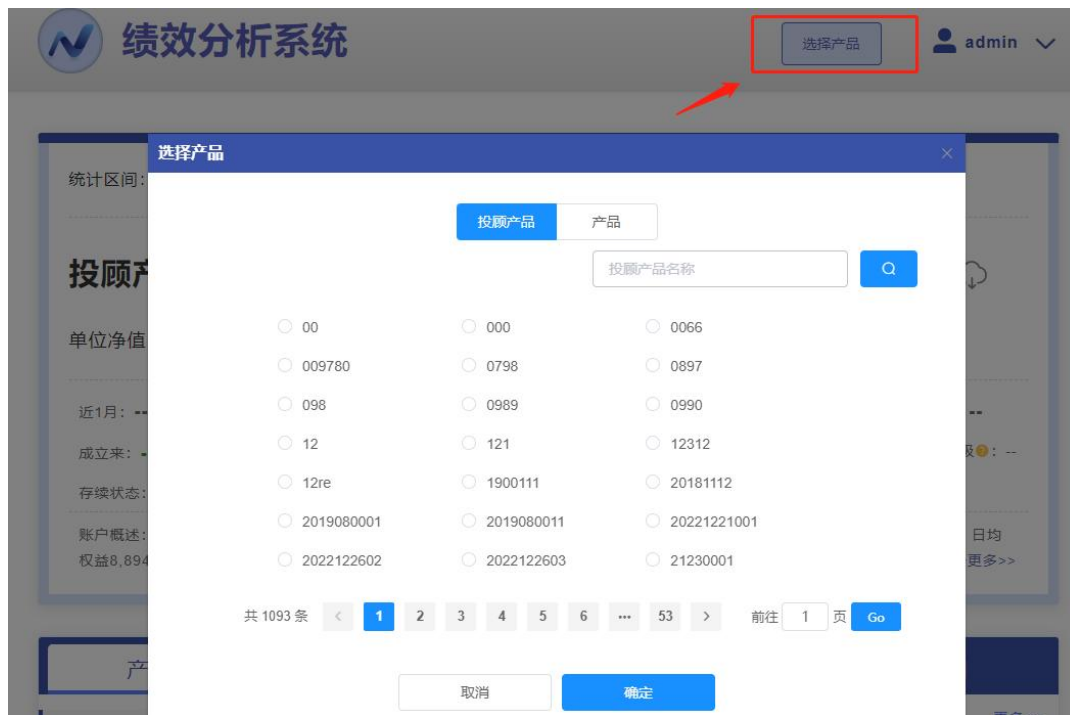 绩效分析系统
选择产品
admin
选择产品
统计区间:
投顾产品
产品
投顾产品名称
投顾产
单位净值
00 000 0066
009780 0798 0897
098 0989 0990
12 121 12312
12re 1900111 20181112
2019080001 2019080011 20221221001
2022122602 2022122603 21230001
近1月: -- --
成立来: - 级?: --
存续状态:
账户概述: 日均
权益8,894 更多>>
共 1093 条 < 1 2 3 4 5 6 ··· 53 > 前往 1 页 Go
产
取消
确定